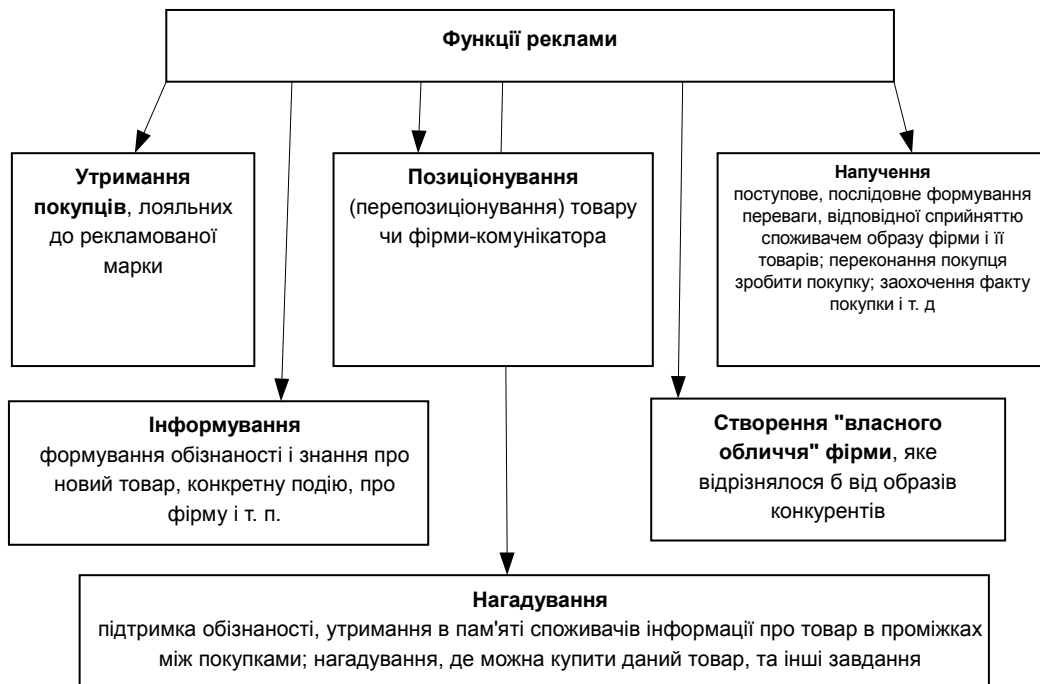 Функції реклами
Утримання
покупців, лояльних
до рекламованої
марки
Позиціонування
(перепозиціонування) товару
чи фірми-комунікатора
Напучення
поступове, послідовне формування
переваги, відповідної сприйняттю
споживачем образу фірми і її
товарів; переконання покупця
зробити покупку; заохочення факту
покупки і т. д
Інформування
формування обізнаності і знання про
новий товар, конкретну подію, про
фірму і т. п.
Створення "власного
обличчя" фірми, яке
відрізнялося б від образів
конкурентів
Нагадування
підтримка обізнаності, утримання в пам'яті споживачів інформації про товар в проміжках
між покупками; нагадування, де можна купити даний товар, та інші завдання